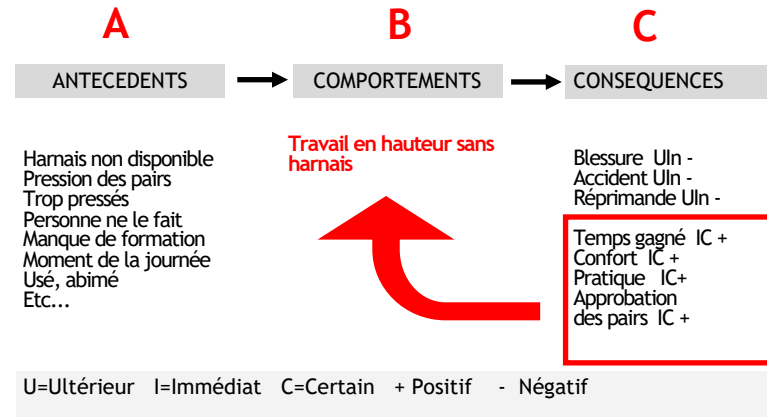 A
B
C
ANTECEDENTS
COMPORTEMENTS
CONSEQUENCES
Harnais non disponible
Pression des pairs
Trop pressés
Personne ne le fait
Manque de formation
Moment de la journée
Usé, abimé
Etc...
Travail en hauteur sans
harnais
Blessure UIn -
Accident UIn -
Réprimande UIn -
Temps gagné IC +
Confort IC +
Pratique IC+
Approbation
des pairs IC +
U=Ultérieur I=Immédiat C=Certain + Positif - Négatif